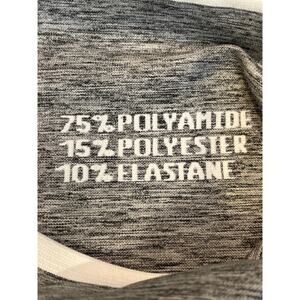 75% POLYAMIDE
15% POLYESTER
10% ELASTANE